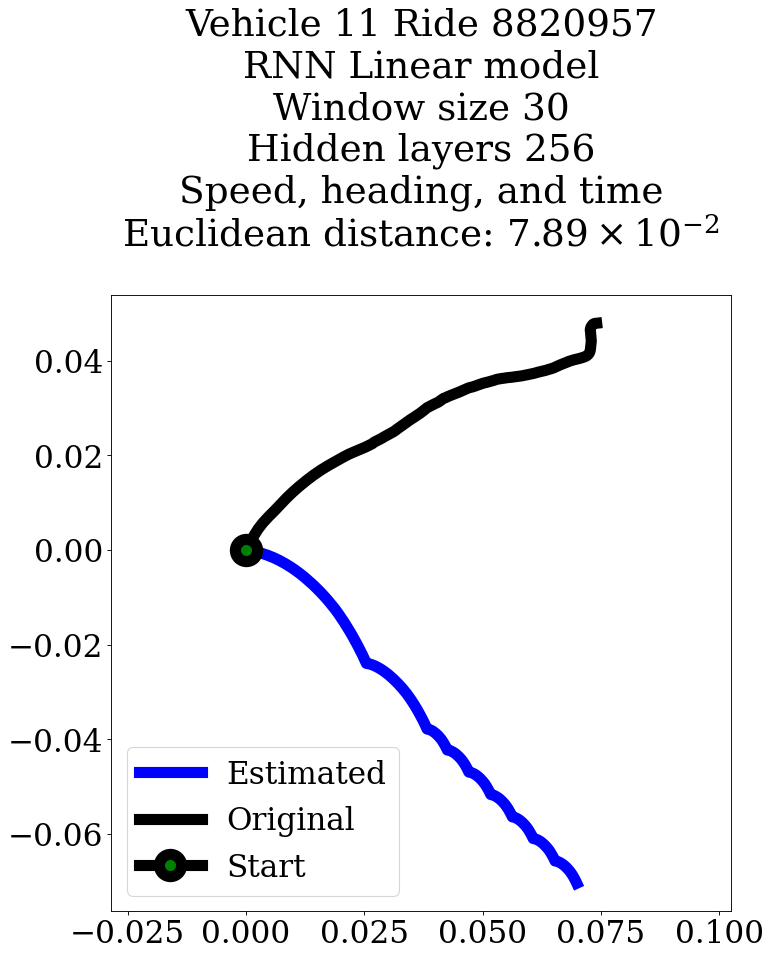 Vehicle 11 Ride 8820957
RNN Linear model
Window size 30
Hidden layers 256
Speed, heading, and time
Euclidean distance: 7.89 × 10⁻²
0.04
0.02
0.00
−0.02
−0.04
−0.06
Estimated
Original
Start
−0.025 0.000 0.025 0.050 0.075 0.100